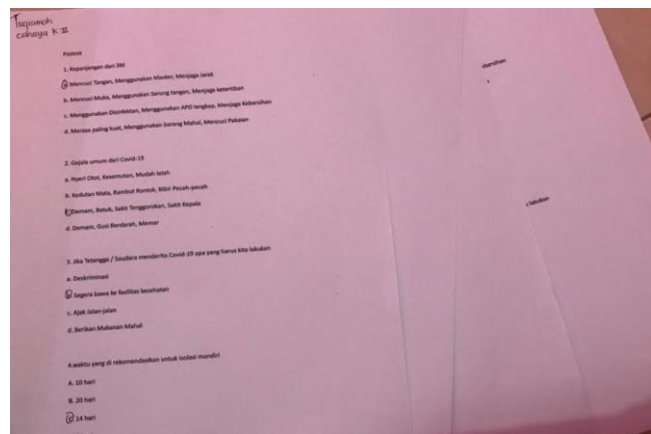 Tuqiamah
cahaya K II
Postest
1. Kepanjangan dari 3M
a Mencuci Tangan, Menggunakan Masker, Menjaga Jarak
b. Mencuci Muka, Menggunakan Sarung tangan, Menjaga ketertiban
c. Menggunakan Disinfektan, Menggunakan APD lengkap, Menjaga Kebersihan
d. Merasa paling kuat, Menggunakan barang Mahal, Mencuci Pakaian
2. Gejala umum dari Covid-19
a. Nyeri Otot, Kesemutan, Mudah lelah
b. Kedutan Mata, Rambut Rontok, Bibir Pecah-pecah
c Demam, Batuk, Sakit Tenggorokan, Sakit Kepala
d. Demam, Gusi Berdarah, Memar
3. Jika Tetangga / Saudara menderita Covid-19 apa yang harus kita lakukan
a. Deskriminasi
b Segera bawa ke fasilitas kesehatan
c. Ajak Jalan-jalan
d. Berikan Makanan Mahal
4.waktu yang di rekomendasikan untuk isolasi mandiri
A. 10 hari
B. 20 hari
C 14 hari
ebersihan
lakukan